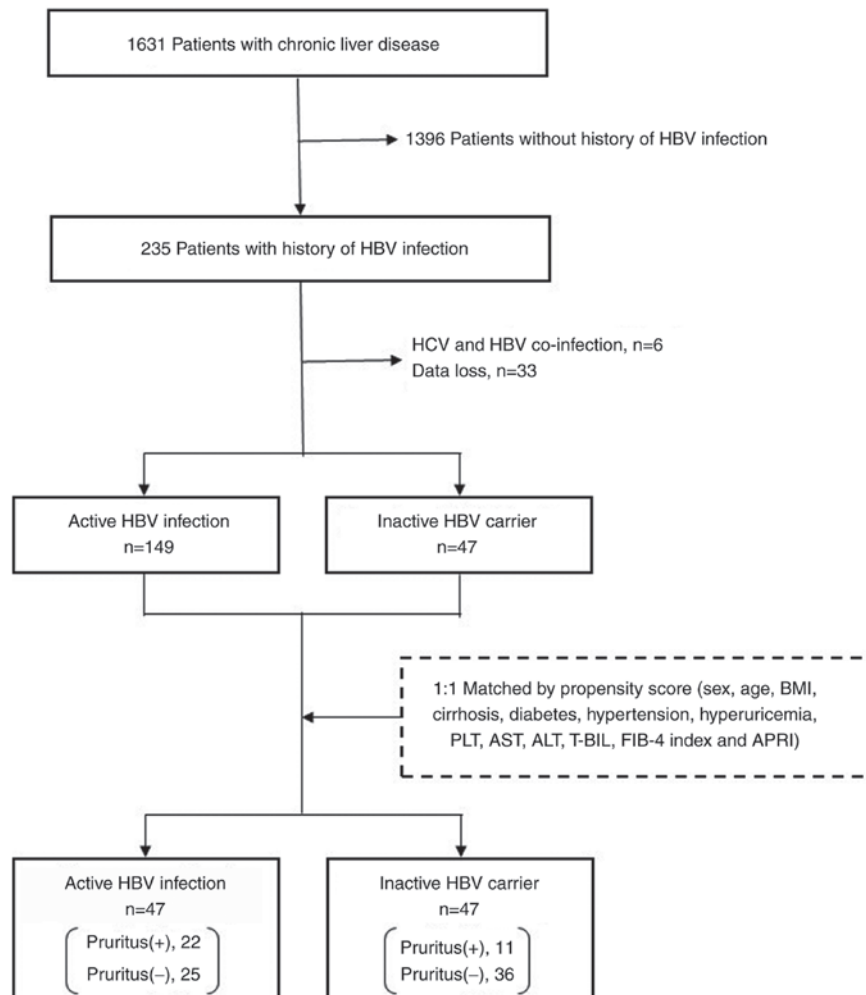 1631 Patients with chronic liver disease
1396 Patients without history of HBV infection
235 Patients with history of HBV infection
HCV and HBV co-infection, n=6
Data loss, n=33
Active HBV infection
n=149
Inactive HBV carrier
n=47
1:1 Matched by propensity score (sex, age, BMI,
cirrhosis, diabetes, hypertension, hyperuricemia,
PLT, AST, ALT, T-BIL, FIB-4 index and APRI)
Active HBV infection
n=47
Pruritus(+), 22
Pruritus(−), 25
Inactive HBV carrier
n=47
Pruritus(+), 11
Pruritus(−), 36